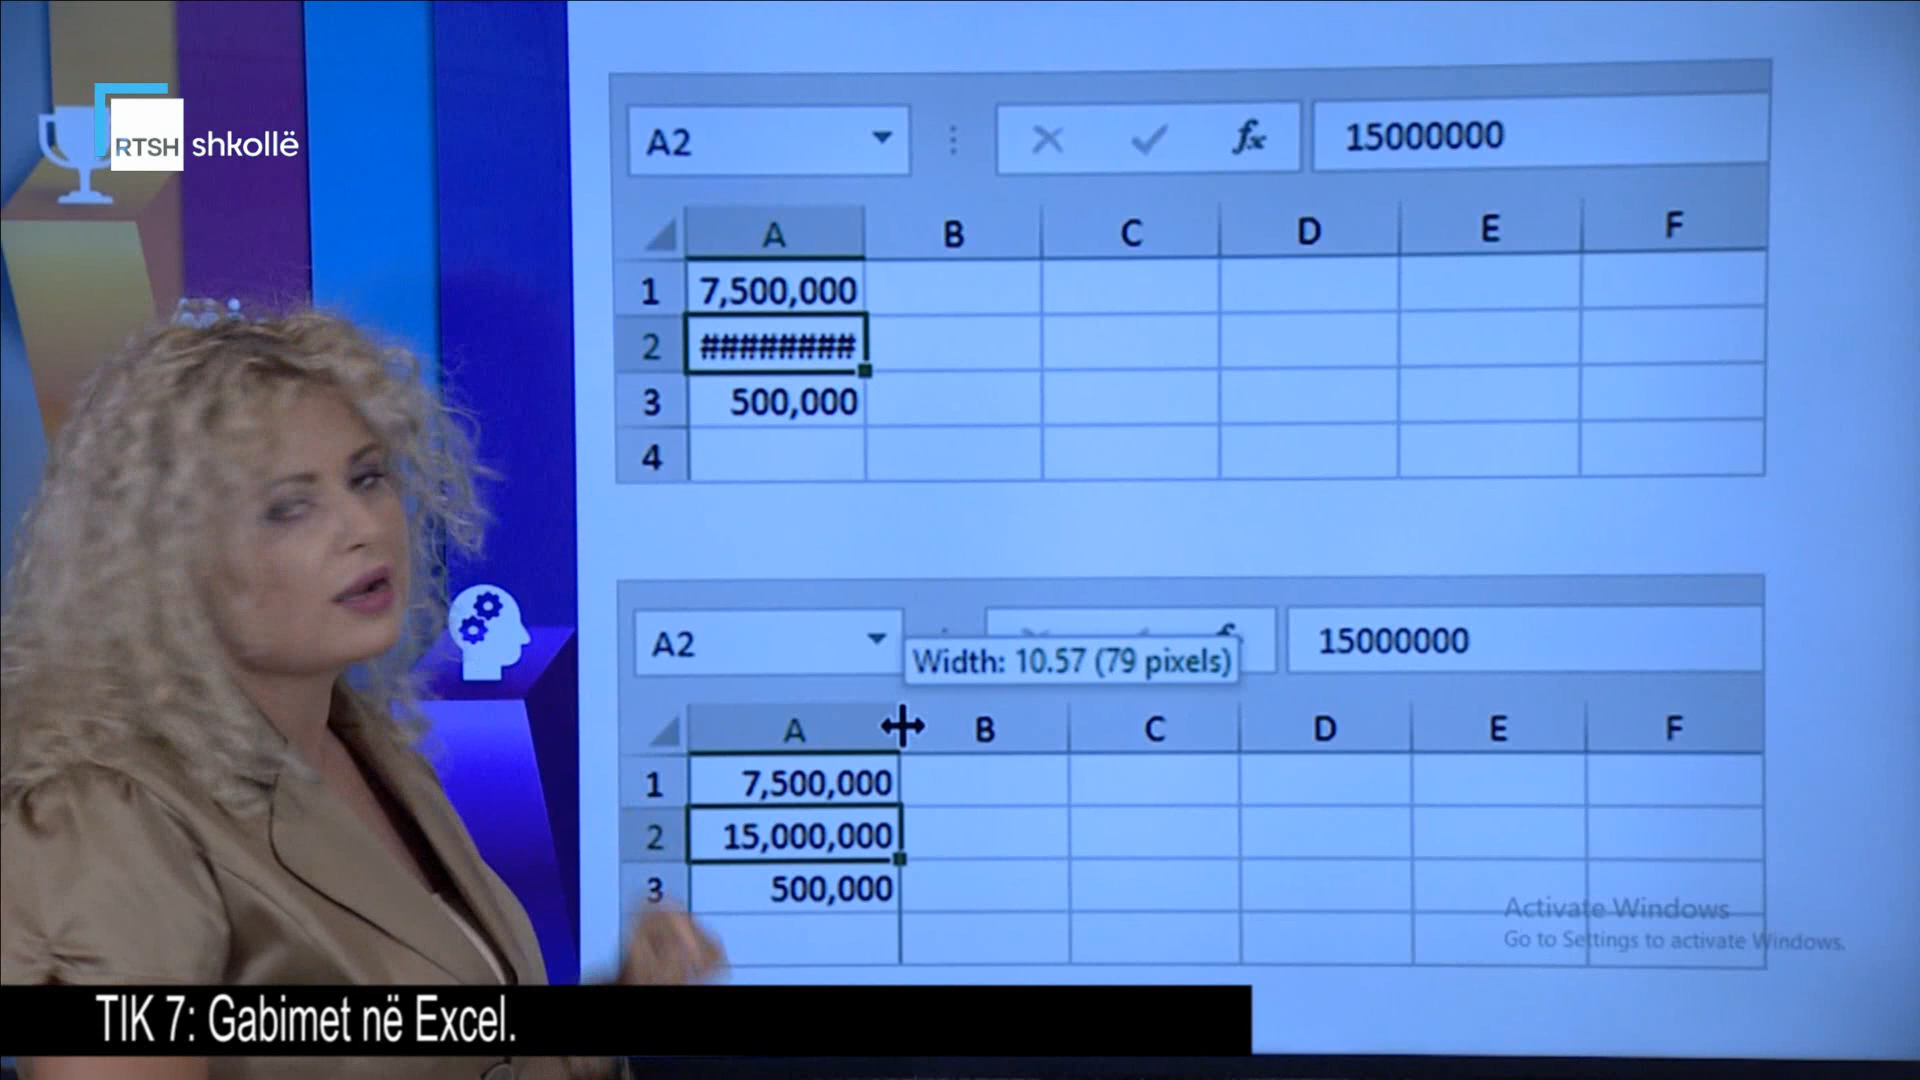 RTSH shkollë
A2
fx
15000000
A B C D E F
1 7,500,000
2 ########
3 500,000
4
A2
15000000
Width: 10.57 (79 pixels)
A B C D E F
1 7,500,000
2 15,000,000
3 500,000
Activate Windows
Go to Settings to activate Windows.
TIK 7: Gabimet në Excel.